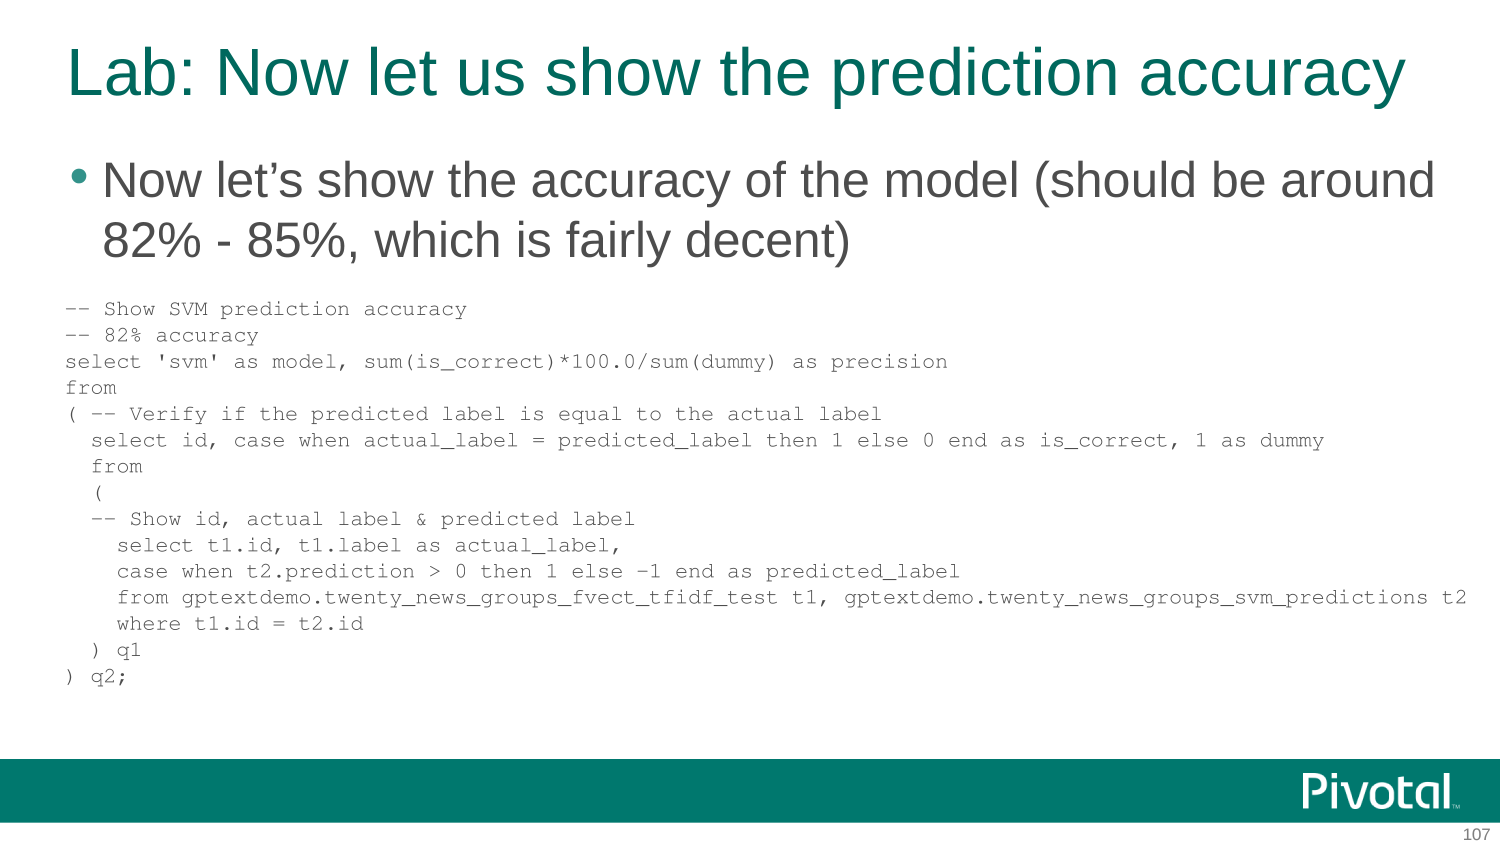 Lab: Now let us show the prediction accuracy
• Now let’s show the accuracy of the model (should be around
82% - 85%, which is fairly decent)
-- Show SVM prediction accuracy
-- 82% accuracy
select 'svm' as model, sum(is_correct)*100.0/sum(dummy) as precision
from
( -- Verify if the predicted label is equal to the actual label
  select id, case when actual_label = predicted_label then 1 else 0 end as is_correct, 1 as dummy
  from
  (
  -- Show id, actual label & predicted label
    select t1.id, t1.label as actual_label,
    case when t2.prediction > 0 then 1 else -1 end as predicted_label
    from gptextdemo.twenty_news_groups_fvect_tfidf_test t1, gptextdemo.twenty_news_groups_svm_predictions t2
    where t1.id = t2.id
  ) q1
) q2;
Pivotal™
107